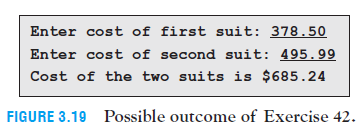 Enter cost of first suit: 378.50
Enter cost of second suit: 495.99
Cost of the two suits is $685.24
FIGURE 3.19 Possible outcome of Exercise 42.